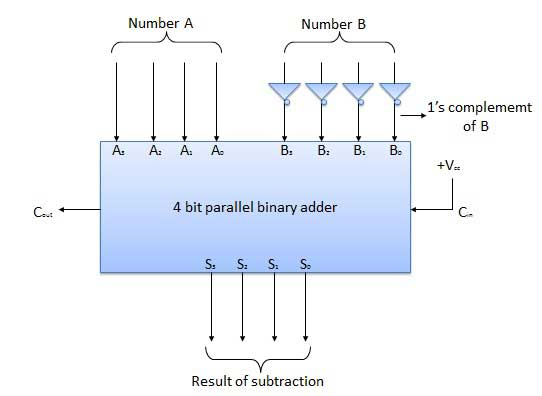 Number A
Number B
1's complememt
of B
A₃ A₂ A₁ A₀ B₃ B₂ B₁ B₀
+Vcc
4 bit parallel binary adder
Cout
Cin
S₃ S₂ S₁ S₀
Result of subtraction